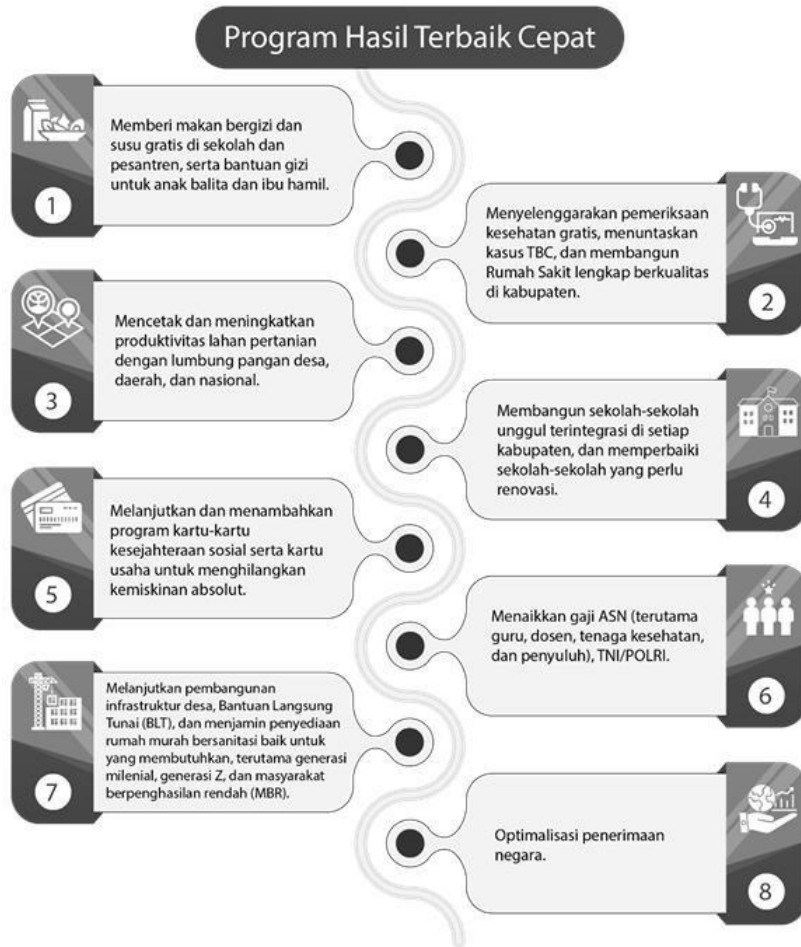 Program Hasil Terbaik Cepat
Memberi makan bergizi dan
susu gratis di sekolah dan
pesantren, serta bantuan gizi
untuk anak balita dan ibu hamil.
1
Menyelenggarakan pemeriksaan
kesehatan gratis, menuntaskan
kasus TBC, dan membangun
Rumah Sakit lengkap berkualitas
di kabupaten.
2
Mencetak dan meningkatkan
produktivitas lahan pertanian
dengan lumbung pangan desa,
daerah, dan nasional.
3
Membangun sekolah-sekolah
unggul terintegrasi di setiap
kabupaten, dan memperbaiki
sekolah-sekolah yang perlu
renovasi.
4
Melanjutkan dan menambahkan
program kartu-kartu
kesejahteraan sosial serta kartu
usaha untuk menghilangkan
kemiskinan absolut.
5
Menaikkan gaji ASN (terutama
guru, dosen, tenaga kesehatan,
dan penyuluh), TNI/POLRI.
6
Melanjutkan pembangunan
infrastruktur desa, Bantuan Langsung
Tunai (BLT), dan menjamin penyediaan
rumah murah bersanitasi baik untuk
yang membutuhkan, terutama generasi
milenial, generasi Z, dan masyarakat
berpenghasilan rendah (MBR).
7
Optimalisasi penerimaan
negara.
8